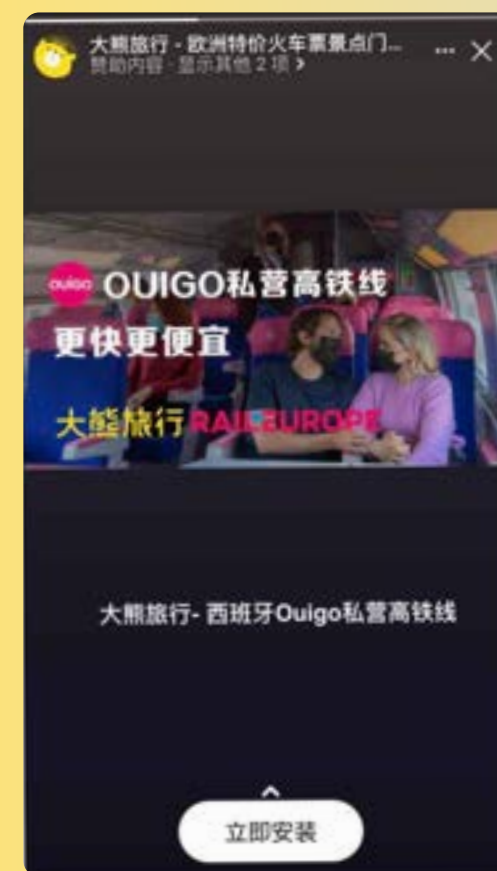 大熊旅行 - 欧洲特价火车票景点门...
赞助内容 · 显示其他 2 项
ouigo OUIGO私营高铁线
更快更便宜
大熊旅行 RAILEUROPE
大熊旅行- 西班牙Ouigo私营高铁线
立即安装